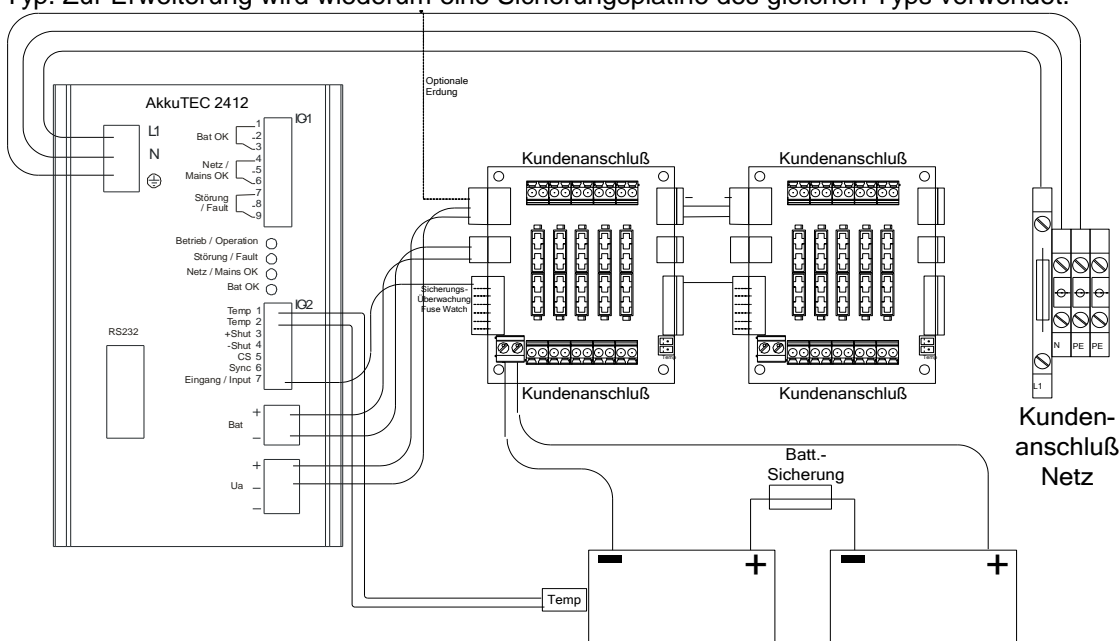 Typ. Zur Erweiterung wird wiederum eine Sicherungsplatine des gleichen Typs verwendet.
Optionale
Erdung
AkkuTEC 2412
L1
N
Bat OK
1
2
3
IO1
Netz /
Mains OK
4
5
6
Störung
/ Fault
7
8
9
Betrieb / Operation
Störung / Fault
Netz / Mains OK
Bat OK
IO2
Temp 1
Temp 2
+Shut 3
-Shut 4
CS 5
Sync 6
Eingang / Input 7
RS232
Bat
+
–
Ua
+
–
–
Kundenanschluß
Sicherungs-
Überwachung
Fuse Watch
Temp
Kundenanschluß
Kundenanschluß
Temp
Kundenanschluß
L1
N
PE
PE
Kunden-
anschluß
Netz
Batt.-
Sicherung
Temp
–
+
–
+